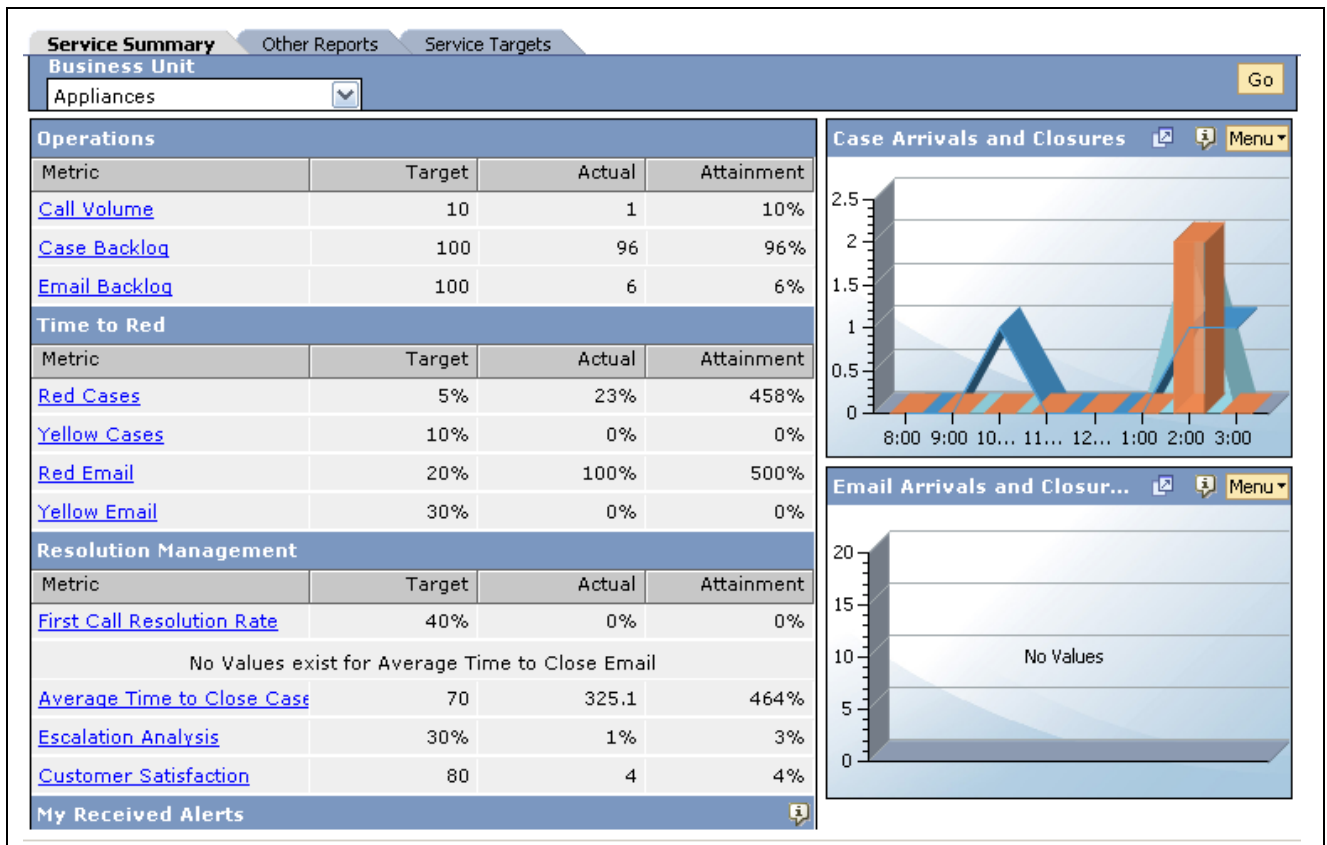 Service Summary Other Reports Service Targets
Business Unit
Appliances
Go
Operations
Metric Target Actual Attainment
Call Volume 10 1 10%
Case Backlog 100 96 96%
Email Backlog 100 6 6%
Time to Red
Metric Target Actual Attainment
Red Cases 5% 23% 458%
Yellow Cases 10% 0% 0%
Red Email 20% 100% 500%
Yellow Email 30% 0% 0%
Resolution Management
Metric Target Actual Attainment
First Call Resolution Rate 40% 0% 0%
No Values exist for Average Time to Close Email
Average Time to Close Case 70 325.1 464%
Escalation Analysis 30% 1% 3%
Customer Satisfaction 80 4 4%
My Received Alerts
Case Arrivals and Closures Menu
2.5
2
1.5
1
0.5
0
8:00 9:00 10... 11... 12... 1:00 2:00 3:00
Email Arrivals and Closur... Menu
20
15
10
5
0
No Values